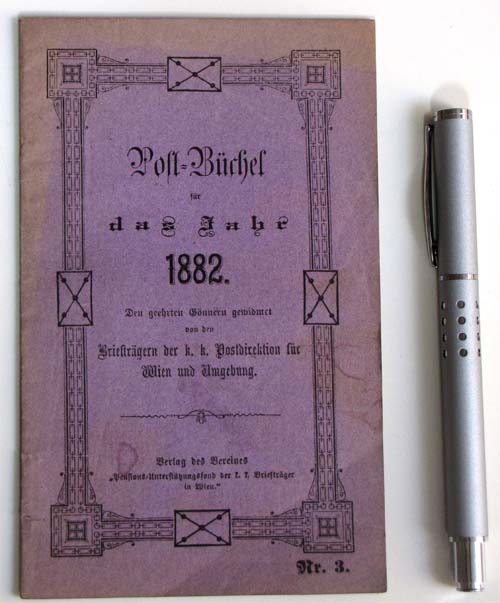 Post-Büchel
für
das Jahr
1882.
Den geehrten Gönnern gewidmet
von den
Briefträgern der k. k. Postdirektion für
Wien und Umgebung.
Verlag des Vereines
„Pensions-Unterstützungsfond der k. k. Briefträger
in Wien."
Nr. 3.